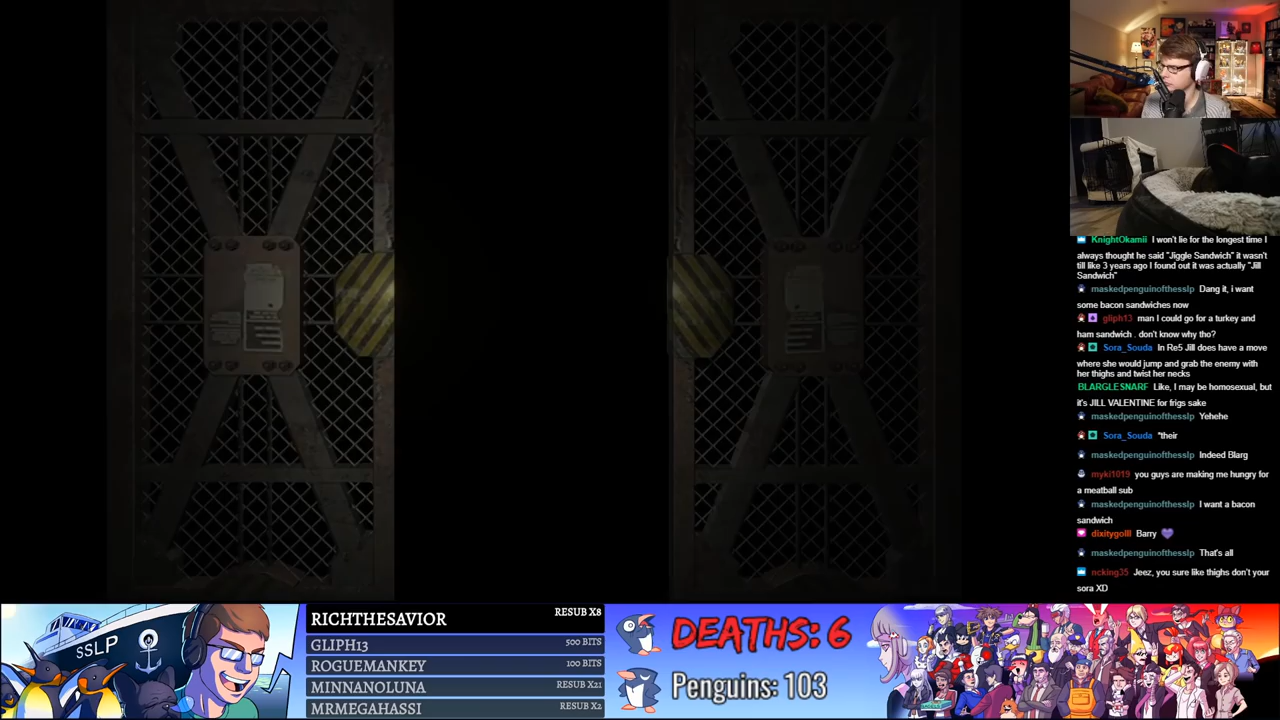 KnightOkamii I won't lie for the longest time I
always thought he said "Jiggle Sandwich" it wasn't
till like 3 years ago I found out it was actually "Jill
Sandwich"
maskedpenguinofthesslp Dang it, i want
some bacon sandwiches now
gliph13 man I could go for a turkey and
ham sandwich . don't know why tho?
Sora_Souda In Re5 Jill does have a move
where she would jump and grab the enemy with
her thighs and twist her necks
BLARGLESNARF Like, I may be homosexual, but
it's JILL VALENTINE for frigs sake
maskedpenguinofthesslp Yehehe
Sora_Souda *their
maskedpenguinofthesslp Indeed Blarg
myki1019 you guys are making me hungry for
a meatball sub
maskedpenguinofthesslp I want a bacon
sandwich
dixitygolll Barry
maskedpenguinofthesslp That's all
ncking35 Jeez, you sure like thighs don't your
sora XD
SSLP
RICHTHESAVIOR RESUB X8
GLIPH13 500 BITS
ROGUEMANKEY 100 BITS
MINNANOLUNA RESUB X21
MRMEGAHASSI RESUB X2
DEATHS: 6
Penguins: 103